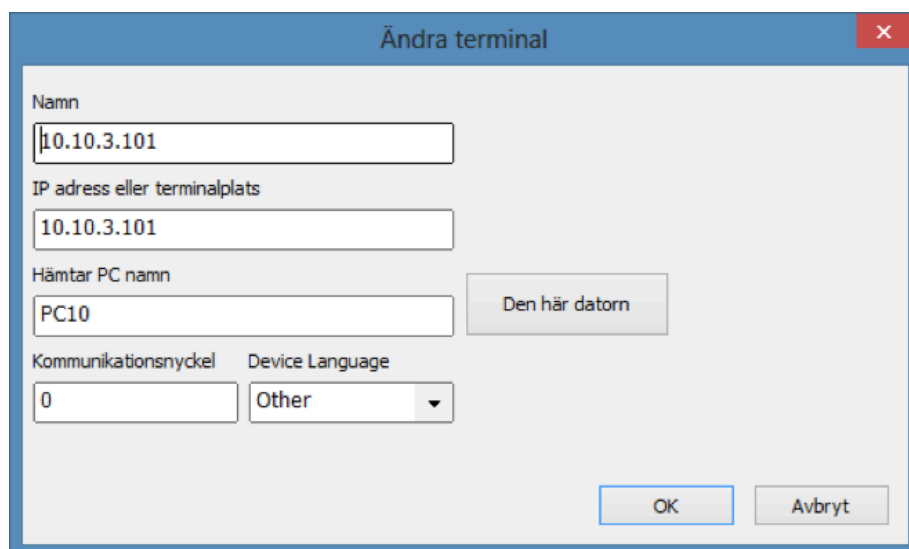 Ändra terminal
x
Namn
10.10.3.101
IP adress eller terminalplats
10.10.3.101
Hämtar PC namn
PC10
Den här datorn
Kommunikationsnyckel Device Language
0 Other
OK Avbryt